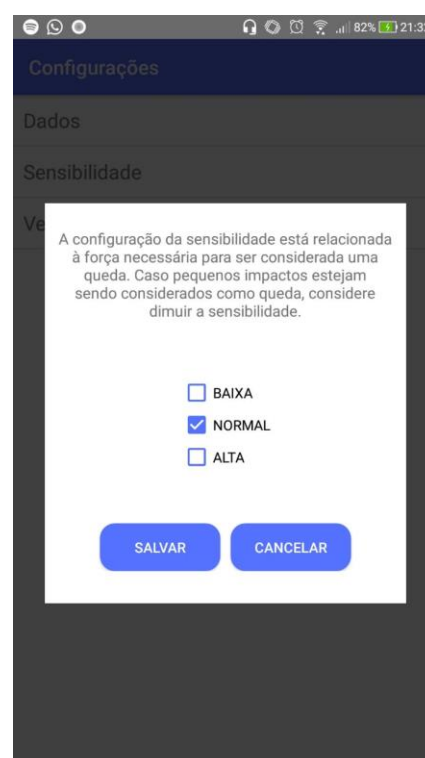 82% 21:3
Configurações
Dados
Sensibilidade
Ve
A configuração da sensibilidade está relacionada
à força necessária para ser considerada uma
queda. Caso pequenos impactos estejam
sendo considerados como queda, considere
dimuir a sensibilidade.
BAIXA
NORMAL
ALTA
SALVAR
CANCELAR